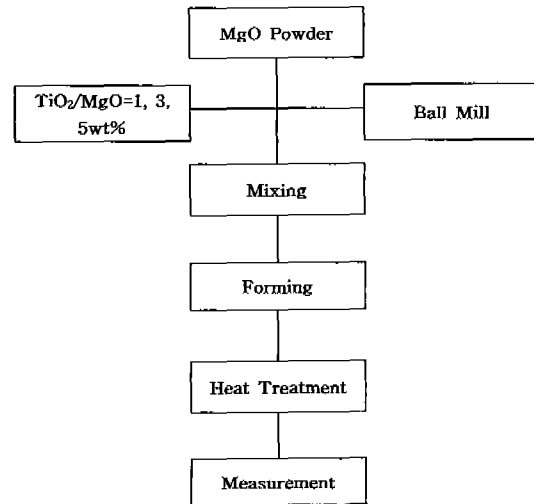 MgO Powder
TiO₂/MgO=1, 3,
5wt%
Ball Mill
Mixing
Forming
Heat Treatment
Measurement